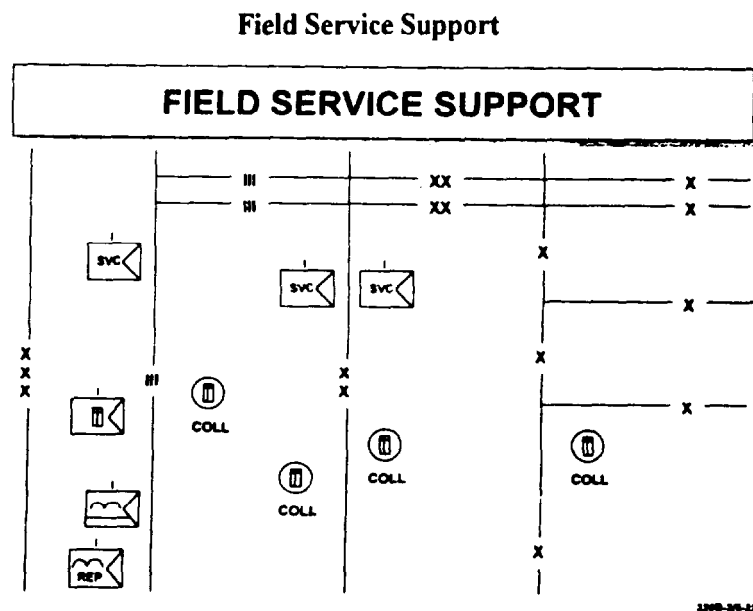 Field Service Support
FIELD SERVICE SUPPORT
III XX X
III XX X
X
SVC
SVC SVC
X
X
X
X
X
III
X
X
X
X
COLL
COLL
COLL
COLL
X
REP